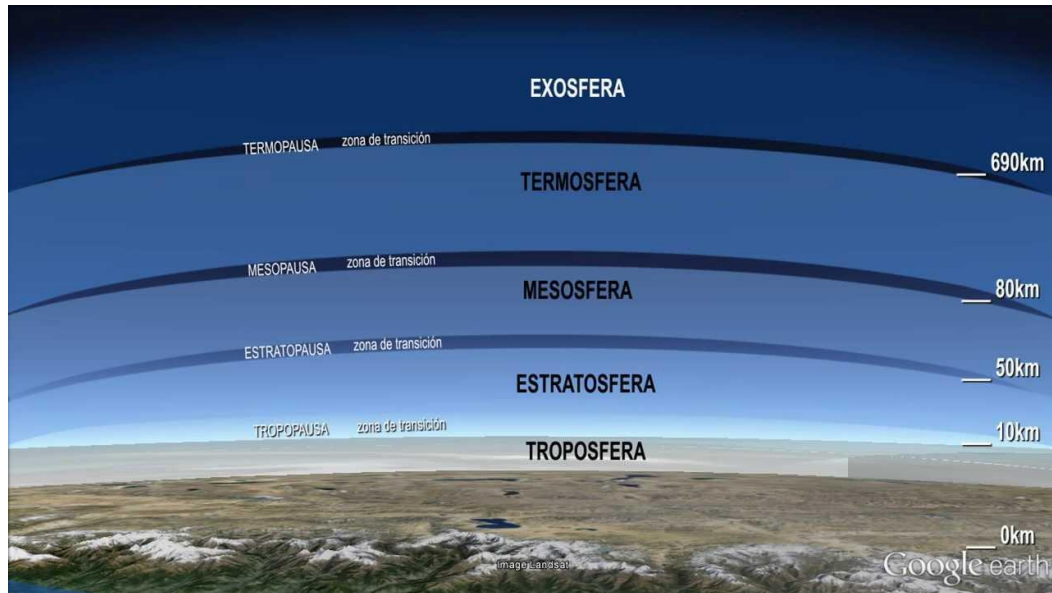 EXOSFERA
TERMOPAUSA zona de transición
690km
TERMOSFERA
MESOPAUSA zona de transición
80km
MESOSFERA
ESTRATOPAUSA zona de transición
50km
ESTRATOSFERA
TROPOPAUSA zona de transición
10km
TROPOSFERA
0km
Image Landsat
Google earth